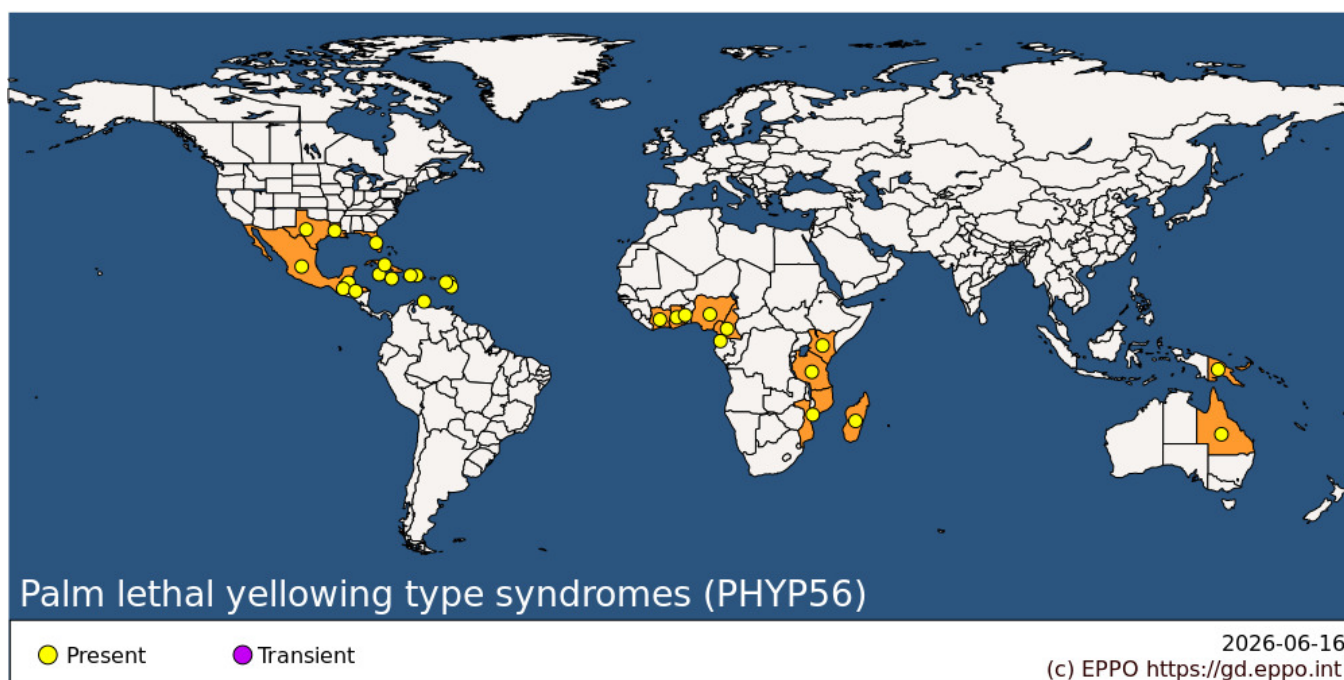 Palm lethal yellowing type syndromes (PHYP56)
Present
Transient
2026-06-16
(c) EPPO https://gd.eppo.int